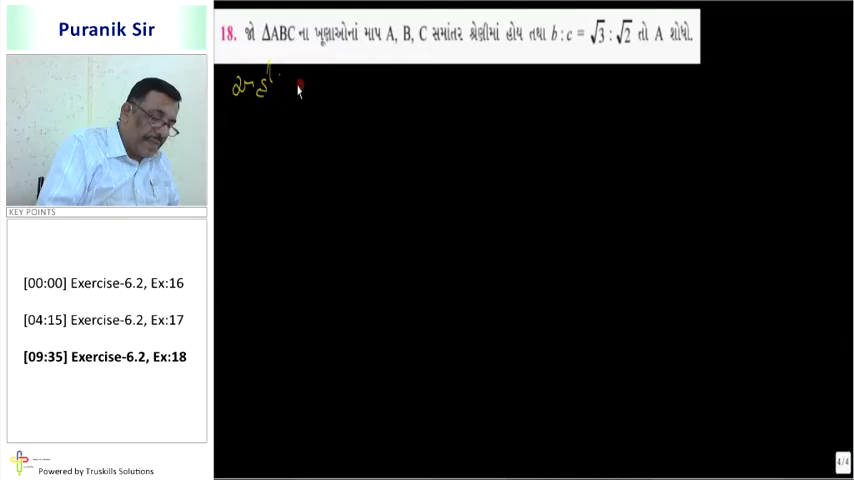 Puranik Sir
18. જો ΔABC ના ખૂણાઓનાં માપ A, B, C સમાંતર શ્રેણીમાં હોય તથા b : c = √3 : √2 તો A શોધો.
અહીં
KEY POINTS
[00:00] Exercise-6.2, Ex:16
[04:15] Exercise-6.2, Ex:17
[09:35] Exercise-6.2, Ex:18
Powered by Truskills Solutions
4/4